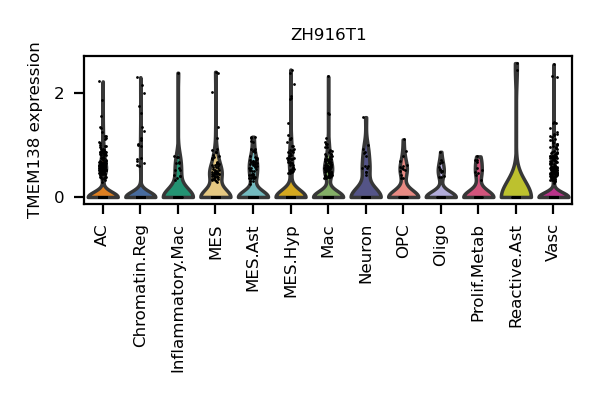 ZH916T1
TMEM138 expression
2
0
AC
Chromatin.Reg
Inflammatory.Mac
MES
MES.Ast
MES.Hyp
Mac
Neuron
OPC
Oligo
Prolif.Metab
Reactive.Ast
Vasc